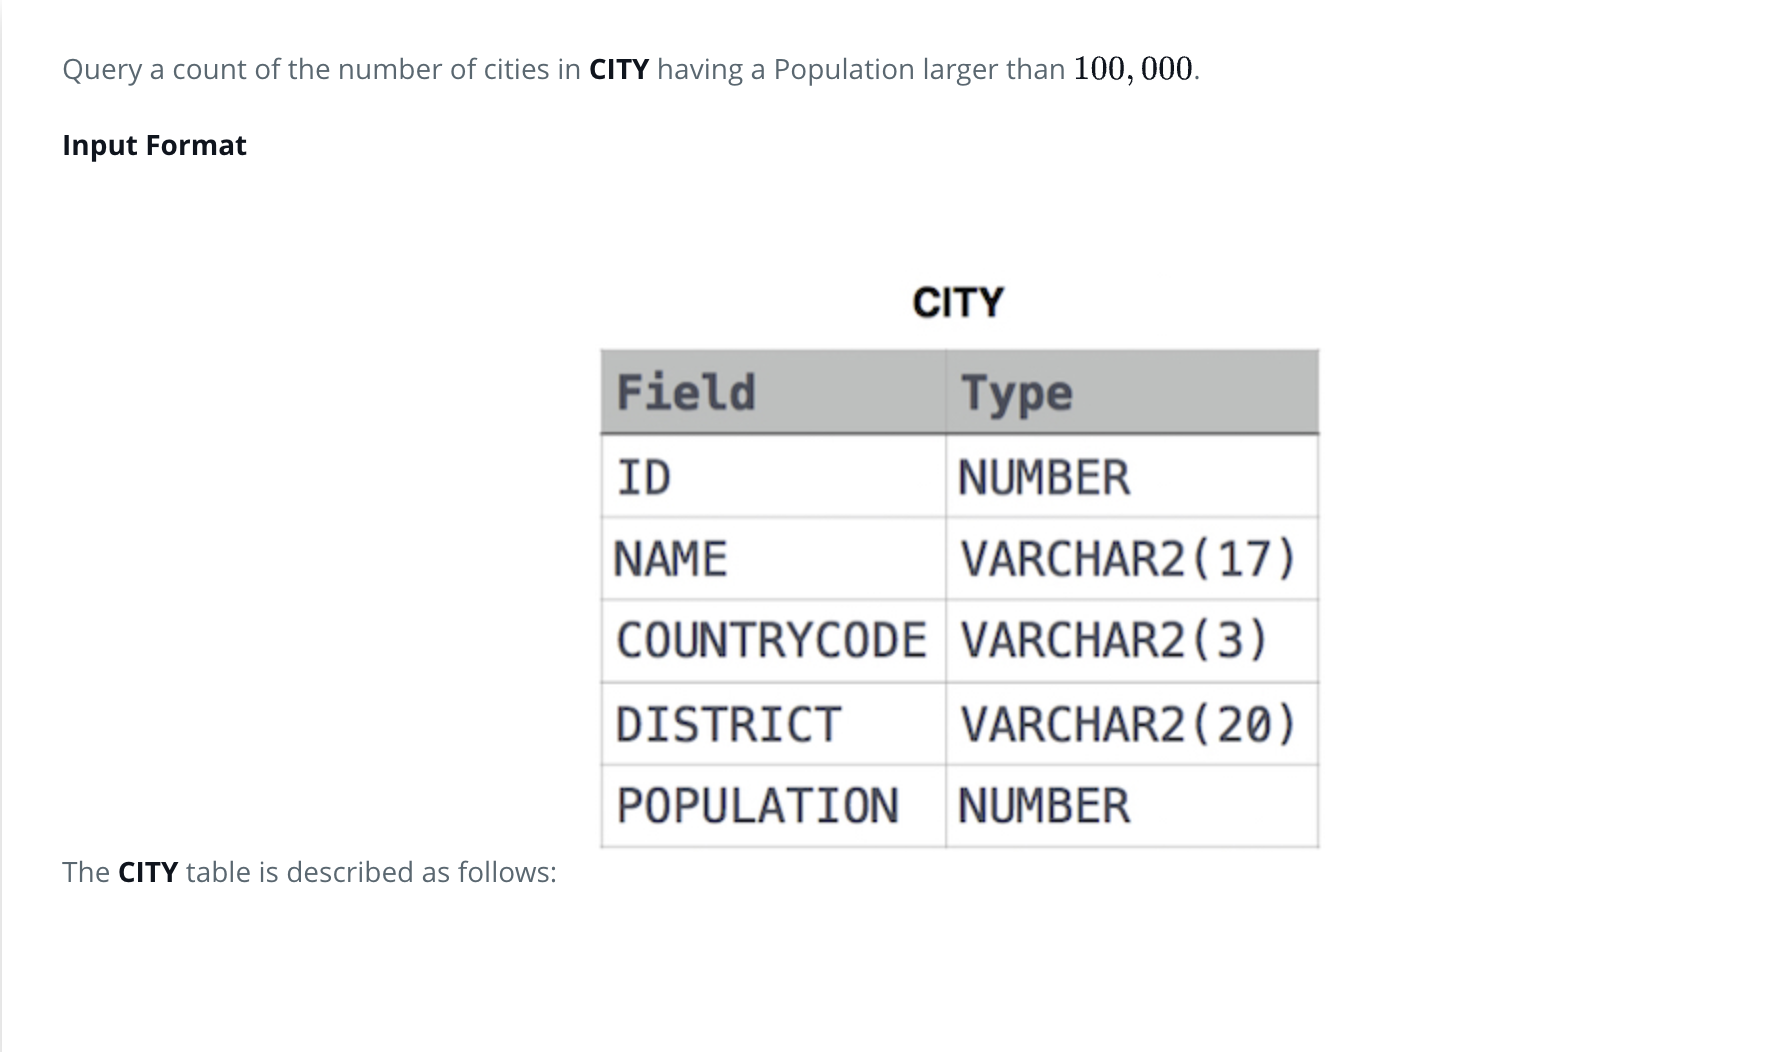 Query a count of the number of cities in CITY having a Population larger than 100, 000.
Input Format
CITY
Field Type
ID NUMBER
NAME VARCHAR2(17)
COUNTRYCODE VARCHAR2(3)
DISTRICT VARCHAR2(20)
POPULATION NUMBER
The CITY table is described as follows: